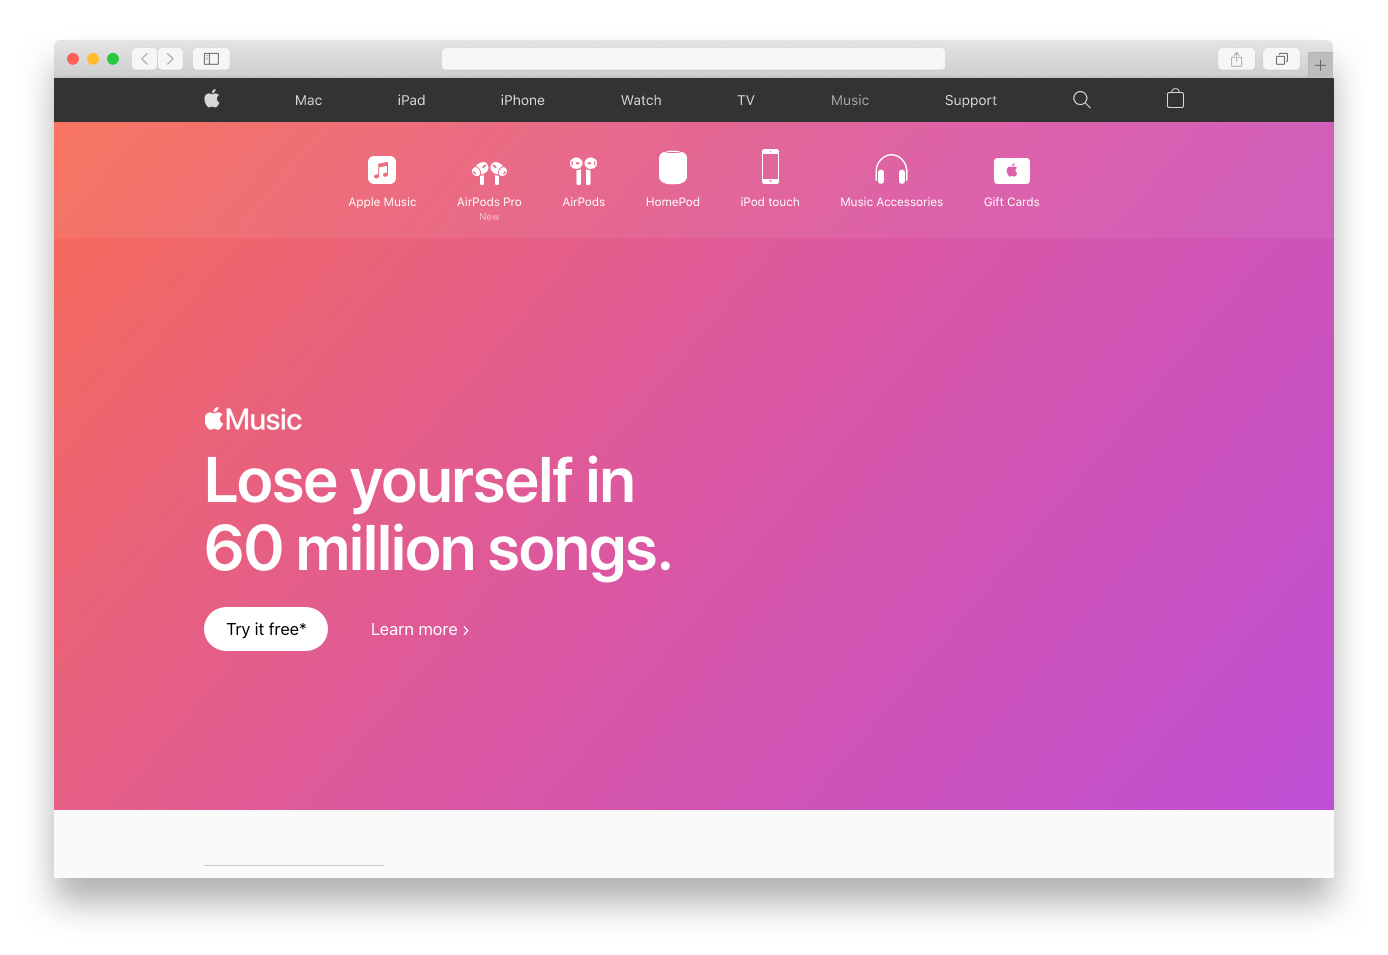 Mac iPad iPhone Watch TV Music Support
Apple Music AirPods Pro AirPods HomePod iPod touch Music Accessories Gift Cards
New
Music
Lose yourself in
60 million songs.
Try it free* Learn more ›